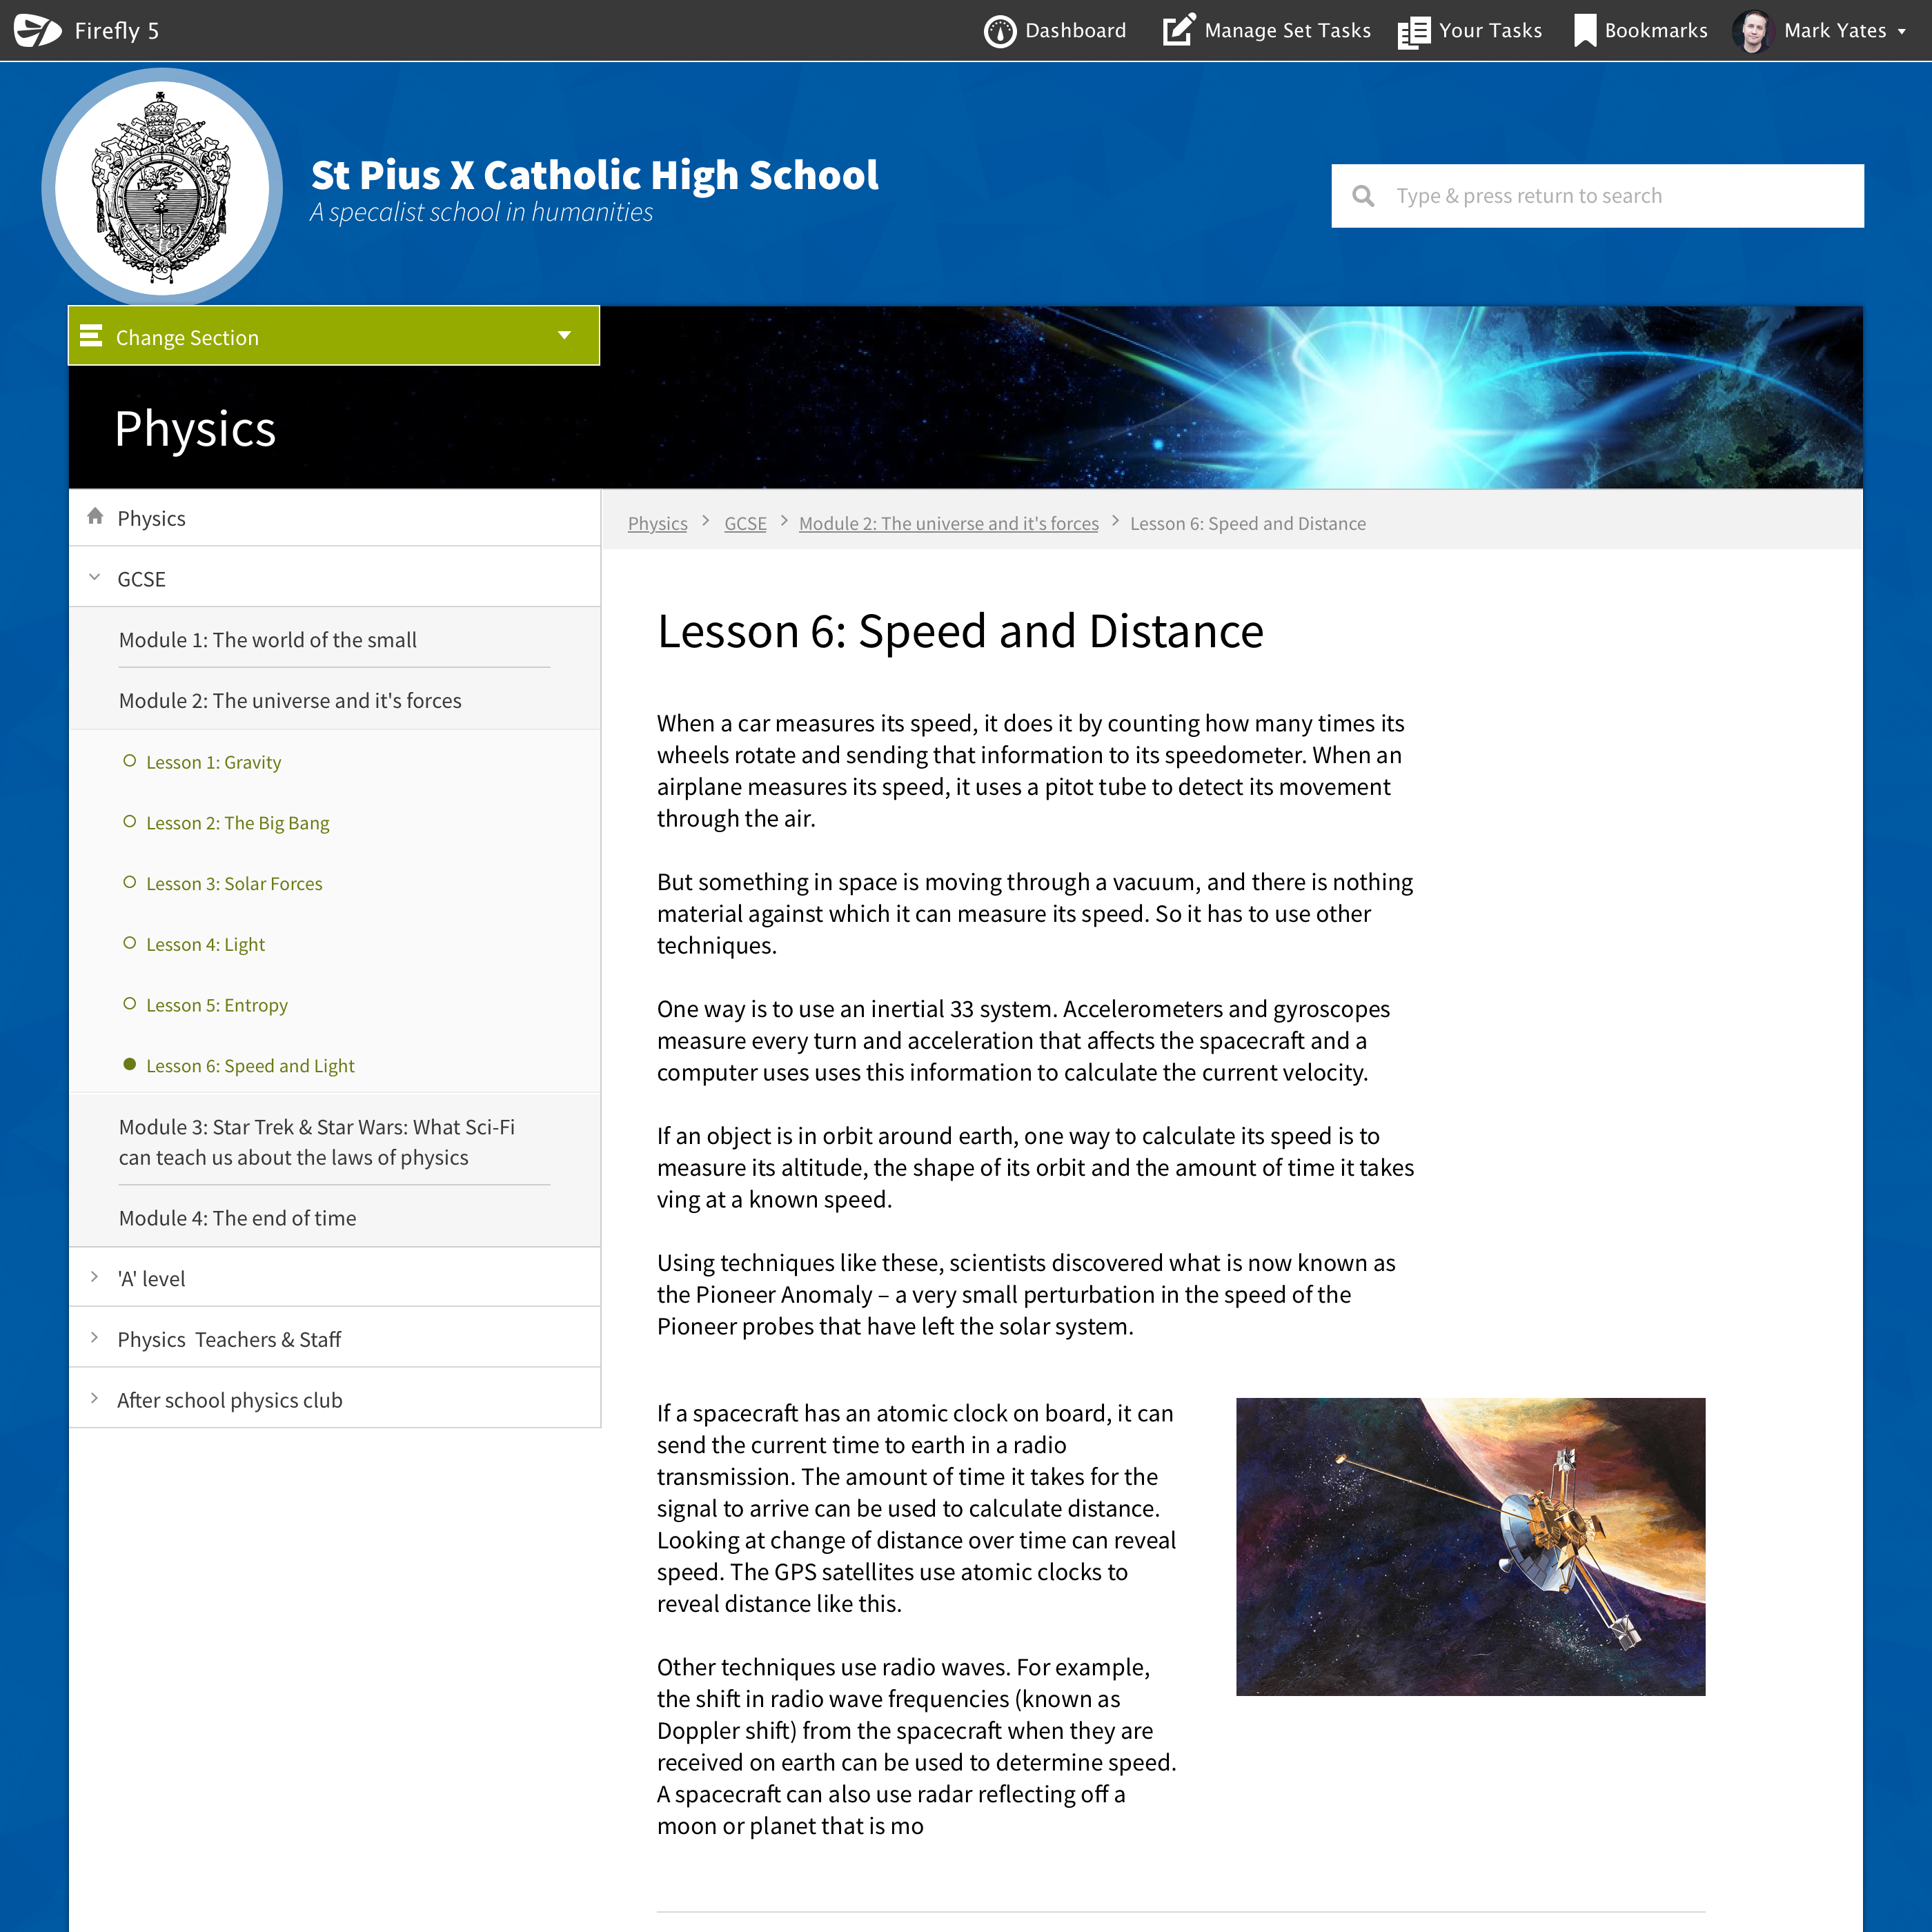 Firefly 5
Dashboard
Manage Set Tasks
Your Tasks
Bookmarks
Mark Yates
St Pius X Catholic High School
A specalist school in humanities
Type & press return to search
Change Section
Physics
Physics
GCSE
Module 1: The world of the small
Module 2: The universe and it's forces
Lesson 1: Gravity
Lesson 2: The Big Bang
Lesson 3: Solar Forces
Lesson 4: Light
Lesson 5: Entropy
Lesson 6: Speed and Light
Module 3: Star Trek & Star Wars: What Sci-Fi
can teach us about the laws of physics
Module 4: The end of time
'A' level
Physics  Teachers & Staff
After school physics club
Physics > GCSE > Module 2: The universe and it's forces > Lesson 6: Speed and Distance
Lesson 6: Speed and Distance
When a car measures its speed, it does it by counting how many times its
wheels rotate and sending that information to its speedometer. When an
airplane measures its speed, it uses a pitot tube to detect its movement
through the air.
But something in space is moving through a vacuum, and there is nothing
material against which it can measure its speed. So it has to use other
techniques.
One way is to use an inertial 33 system. Accelerometers and gyroscopes
measure every turn and acceleration that affects the spacecraft and a
computer uses uses this information to calculate the current velocity.
If an object is in orbit around earth, one way to calculate its speed is to
measure its altitude, the shape of its orbit and the amount of time it takes
ving at a known speed.
Using techniques like these, scientists discovered what is now known as
the Pioneer Anomaly – a very small perturbation in the speed of the
Pioneer probes that have left the solar system.
If a spacecraft has an atomic clock on board, it can
send the current time to earth in a radio
transmission. The amount of time it takes for the
signal to arrive can be used to calculate distance.
Looking at change of distance over time can reveal
speed. The GPS satellites use atomic clocks to
reveal distance like this.
Other techniques use radio waves. For example,
the shift in radio wave frequencies (known as
Doppler shift) from the spacecraft when they are
received on earth can be used to determine speed.
A spacecraft can also use radar reflecting off a
moon or planet that is mo